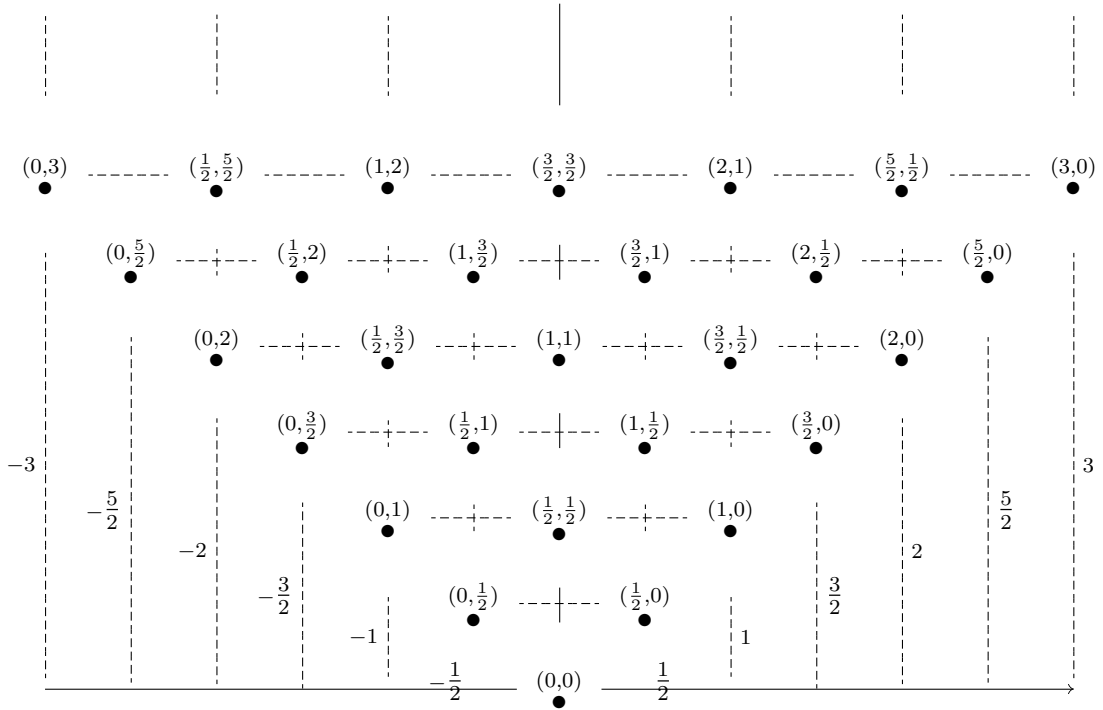 (0,3) (1/2,5/2) (1,2) (3/2,3/2) (2,1) (5/2,1/2) (3,0)
(0,5/2) (1/2,2) (1,3/2) (3/2,1) (2,1/2) (5/2,0)
(0,2) (1/2,3/2) (1,1) (3/2,1/2) (2,0)
(0,3/2) (1/2,1) (1,1/2) (3/2,0)
−3 3
−5/2 5/2
(0,1) (1/2,1/2) (1,0)
−2 2
−3/2 (0,1/2) (1/2,0) 3/2
−1 1
−1/2 (0,0) 1/2